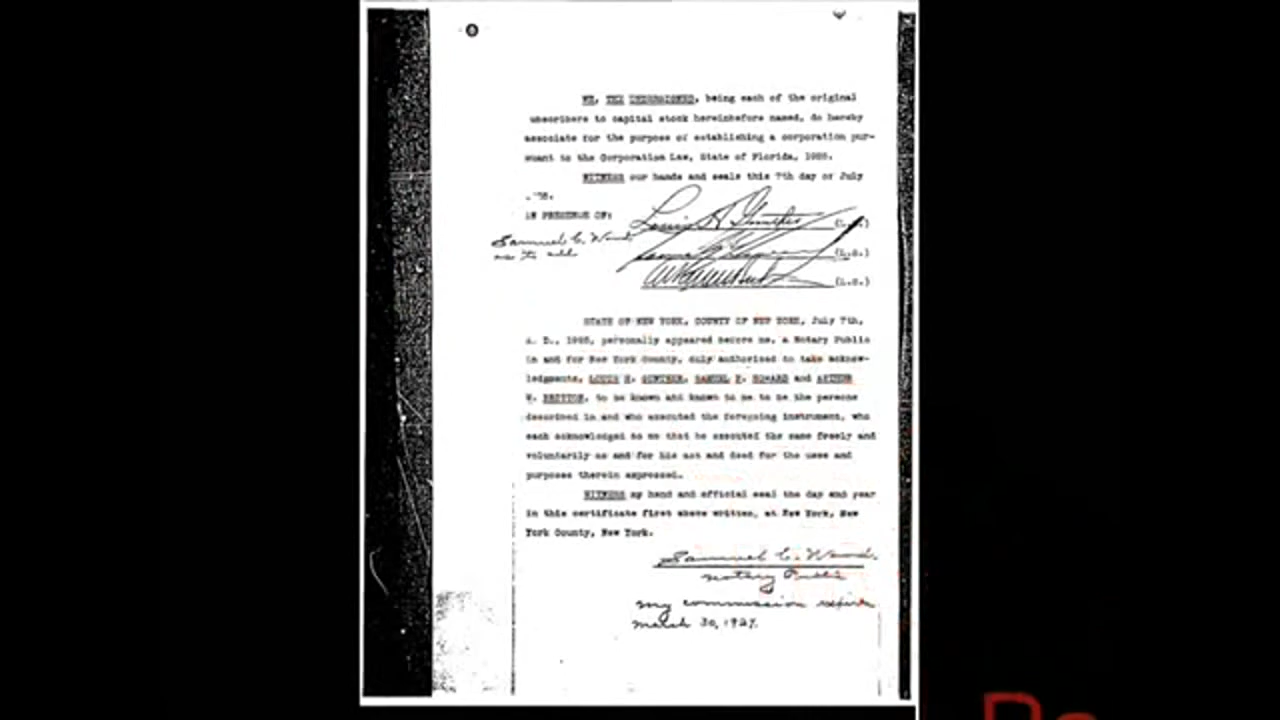 WE, THE UNDERSIGNED, being each of the original
ubscribers to capital stock hereinbefore named, do hereby
associate for the purpose of establishing a corporation pur-
suant to the Corporation Law, State of Florida, 1925.
WITNESS our hands and seals this 7th day of July
IN PRESENCE OF:
Samuel C. Wood
as to all
(L.S.)
(L.S.)
(L.S.)
STATE OF NEW YORK, COUNTY OF NEW YORK, July 7th,
A. D., 1925, personally appeared before me, a Notary Public
in and for New York County, duly authorized to take acknow-
ledgments, LOUIS H. GUNTHER, SAMUEL P. HOWARD and ARTHUR
W. BRITTON, to me known and known to me to be the persons
described in and who executed the foregoing instrument, who
each acknowledged to me that he executed the same freely and
voluntarily as and for his act and deed for the uses and
purposes therein expressed.
WITNESS my hand and official seal the day and year
in this certificate first above written, at New York, New
York County, New York.
Samuel C. Wood.
Notary Public
My commission expires
March 30, 1927.